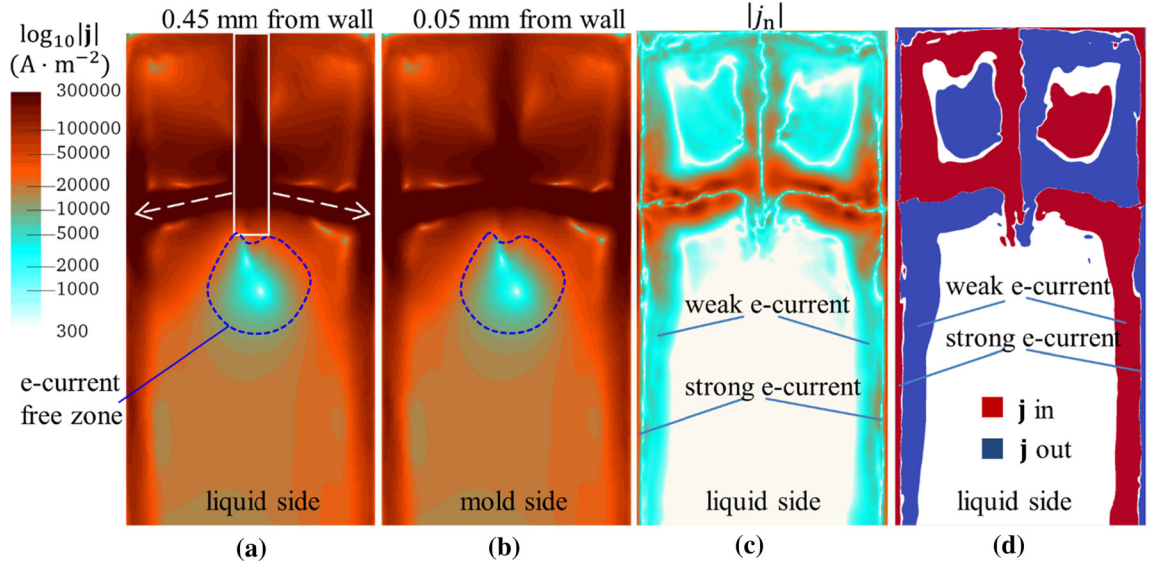 0.45 mm from wall
0.05 mm from wall
|jₙ|
log₁₀|j|
(A · m⁻²)
300000
100000
50000
20000
10000
5000
2000
1000
300
e-current
free zone
liquid side
mold side
weak e-current
strong e-current
liquid side
weak e-current
strong e-current
j in
j out
liquid side
(a)
(b)
(c)
(d)